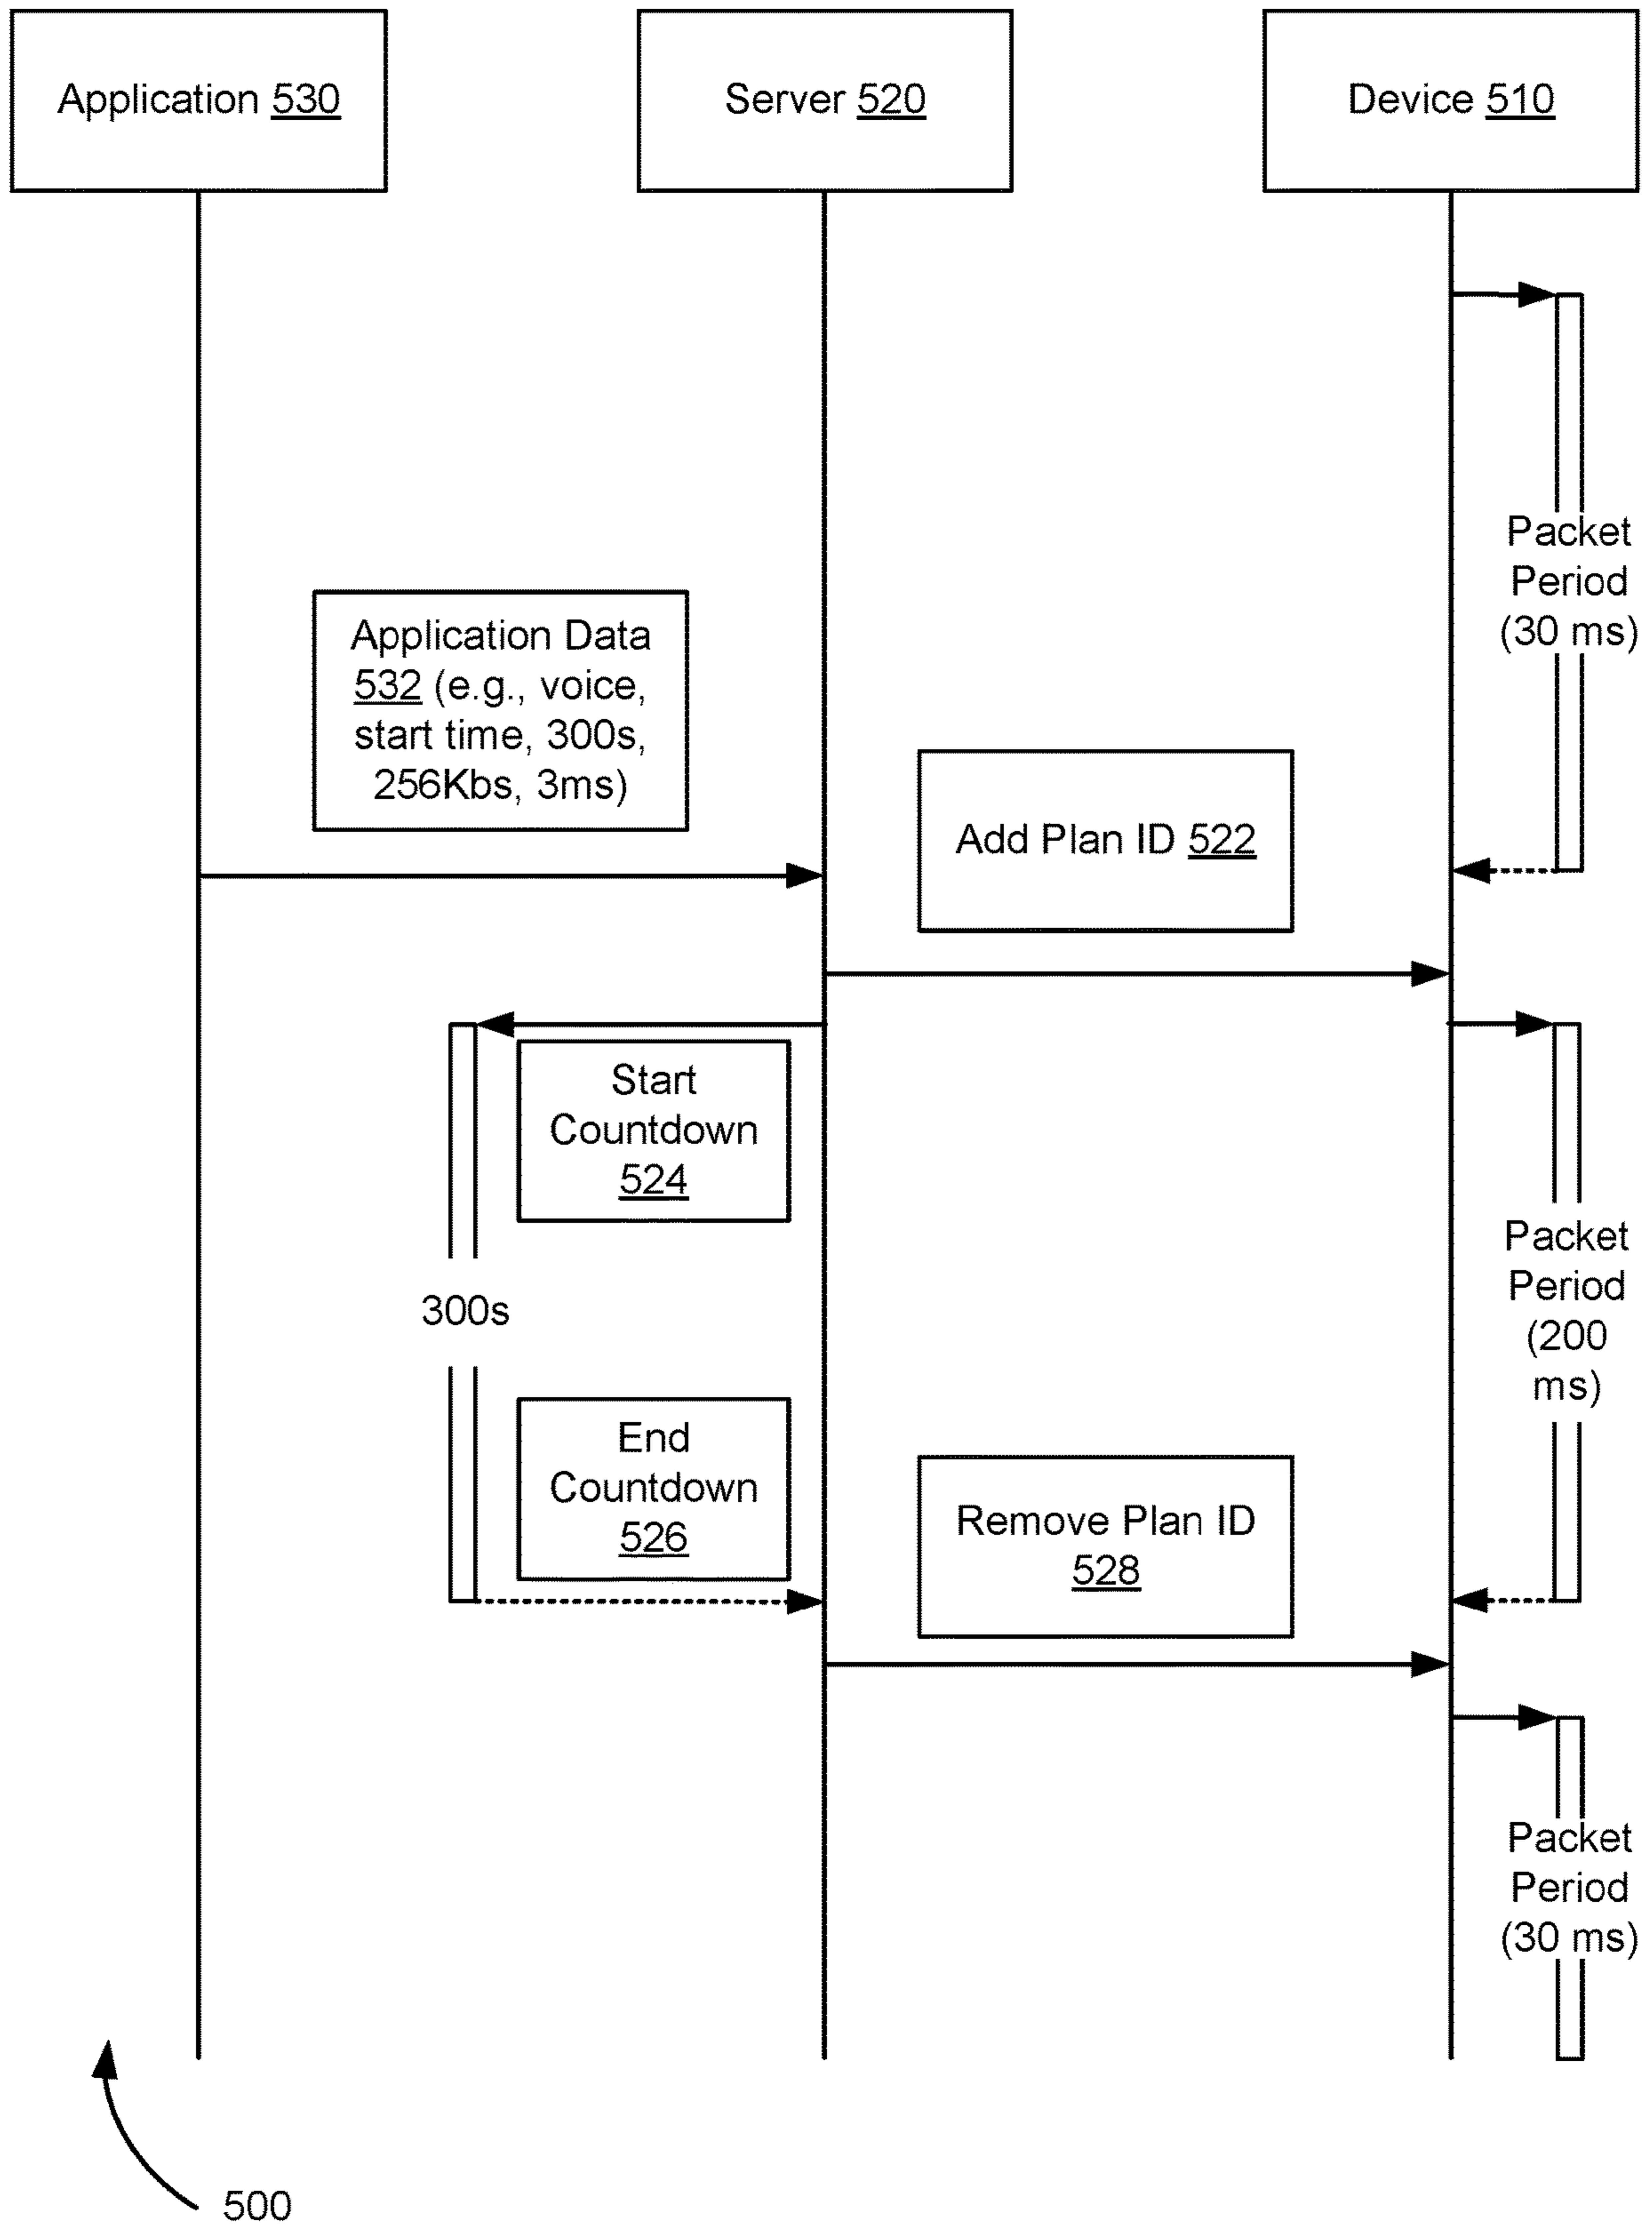 Application 530
Server 520
Device 510
Packet
Period
(30 ms)
Application Data
532 (e.g., voice,
start time, 300s,
256Kbs, 3ms)
Add Plan ID 522
Start
Countdown
524
Packet
Period
(200
ms)
300s
End
Countdown
526
Remove Plan ID
528
Packet
Period
(30 ms)
500